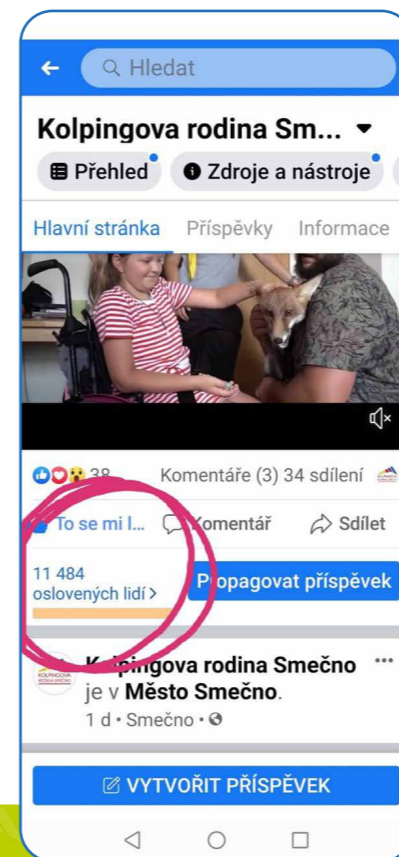 Hledat
Kolpingova rodina Sm...
Přehled Zdroje a nástroje
Hlavní stránka Příspěvky Informace
38 Komentáře (3) 34 sdílení
To se mi l... Komentář Sdílet
11 484
oslovených lidí >
Propagovat příspěvek
Kolpingova rodina Smečno
je v Město Smečno.
1 d • Smečno •
VYTVOŘIT PŘÍSPĚVEK